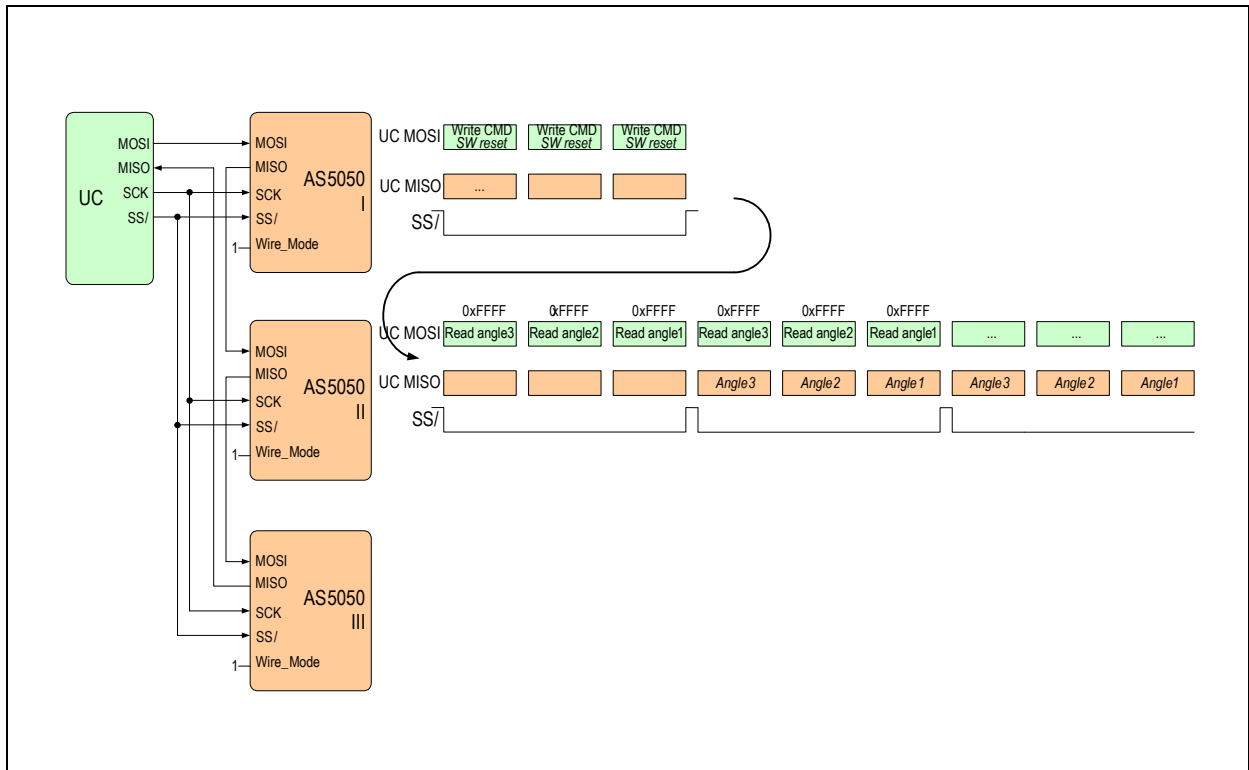 UC
MOSI
MISO
SCK
SS/
MOSI
MISO
SCK
SS/
1
Wire_Mode
AS5050
I
UC MOSI
Write CMD
SW reset
Write CMD
SW reset
Write CMD
SW reset
UC MISO
...
SS/
MOSI
MISO
SCK
SS/
1
Wire_Mode
AS5050
II
0xFFFF
0xFFFF
0xFFFF
0xFFFF
0xFFFF
0xFFFF
UC MOSI
Read angle3
Read angle2
Read angle1
Read angle3
Read angle2
Read angle1
...
...
...
UC MISO
Angle3
Angle2
Angle1
Angle3
Angle2
Angle1
SS/
MOSI
MISO
SCK
SS/
1
Wire_Mode
AS5050
III